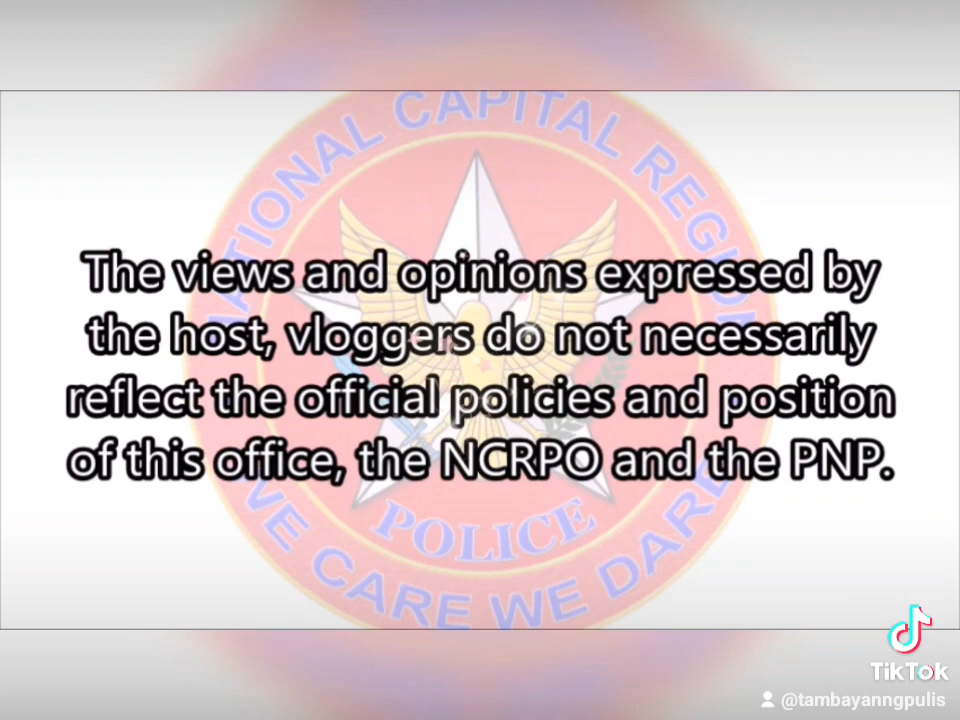 NATIONAL CAPITAL REGION
The views and opinions expressed by
the host, vloggers do not necessarily
reflect the official policies and position
of this office, the NCRPO and the PNP.
POLICE
WE CARE WE DARE
TikTok
@tambayanngpulis